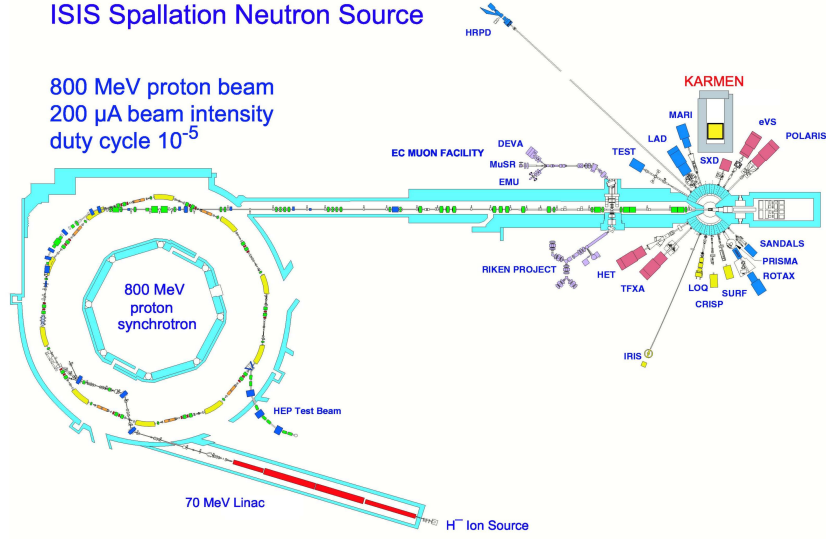 ISIS Spallation Neutron Source
800 MeV proton beam
200 µA beam intensity
duty cycle 10⁻⁵
HRPD
KARMEN
MARI
eVS
LAD
POLARIS
DEVA
EC MUON FACILITY
TEST
SXD
MuSR
EMU
SANDALS
RIKEN PROJECT
HET
PRISMA
TFXA
LOQ
ROTAX
SURF
CRISP
800 MeV
proton
synchrotron
IRIS
HEP Test Beam
70 MeV Linac
H⁻ Ion Source